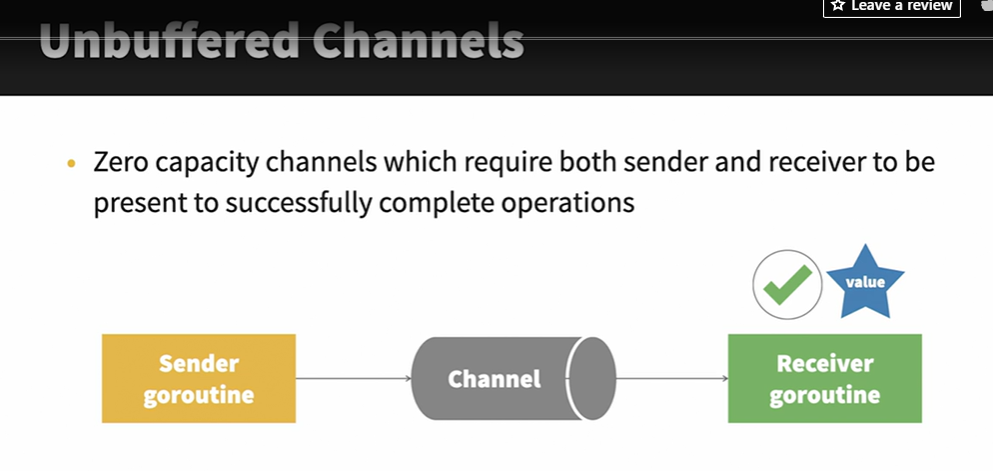 Leave a review
Unbuffered Channels
• Zero capacity channels which require both sender and receiver to be
present to successfully complete operations
value
Sender
goroutine
Channel
Receiver
goroutine